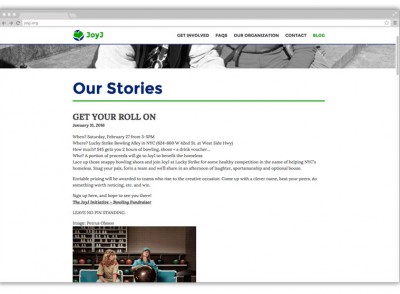 JoyJ
GET INVOLVED FAQS OUR ORGANIZATION CONTACT BLOG
Our Stories
GET YOUR ROLL ON
January 31, 2016
When? Saturday, February 27 from 3-5PM
Where? Lucky Strike Bowling Alley in NYC (624-660 W 42nd St. at West Side Hwy)
How much? $45 gets you 2 hours of bowling, shoes + a drink voucher...
Who? A portion of proceeds will go to JoyJ to benefit the homeless
Lace up those snappy bowling shoes and join JoyJ at Lucky Strike for some healthy competition in the name of helping NYC's
homeless. Snag your pals, form a team and we'll share in an afternoon of laughter, sportsmanship and optional home.
Enviable prizing will be awarded to teams who rise to the creative occasion. Come up with a clever name, best your peers, do
something worth noticing, etc. and win.
Sign up here, and hope to see you there!
The JoyJ Initiative – Bowling Fundraiser
LEAVE NO PIN STANDING.
Image: Petrus Olsson